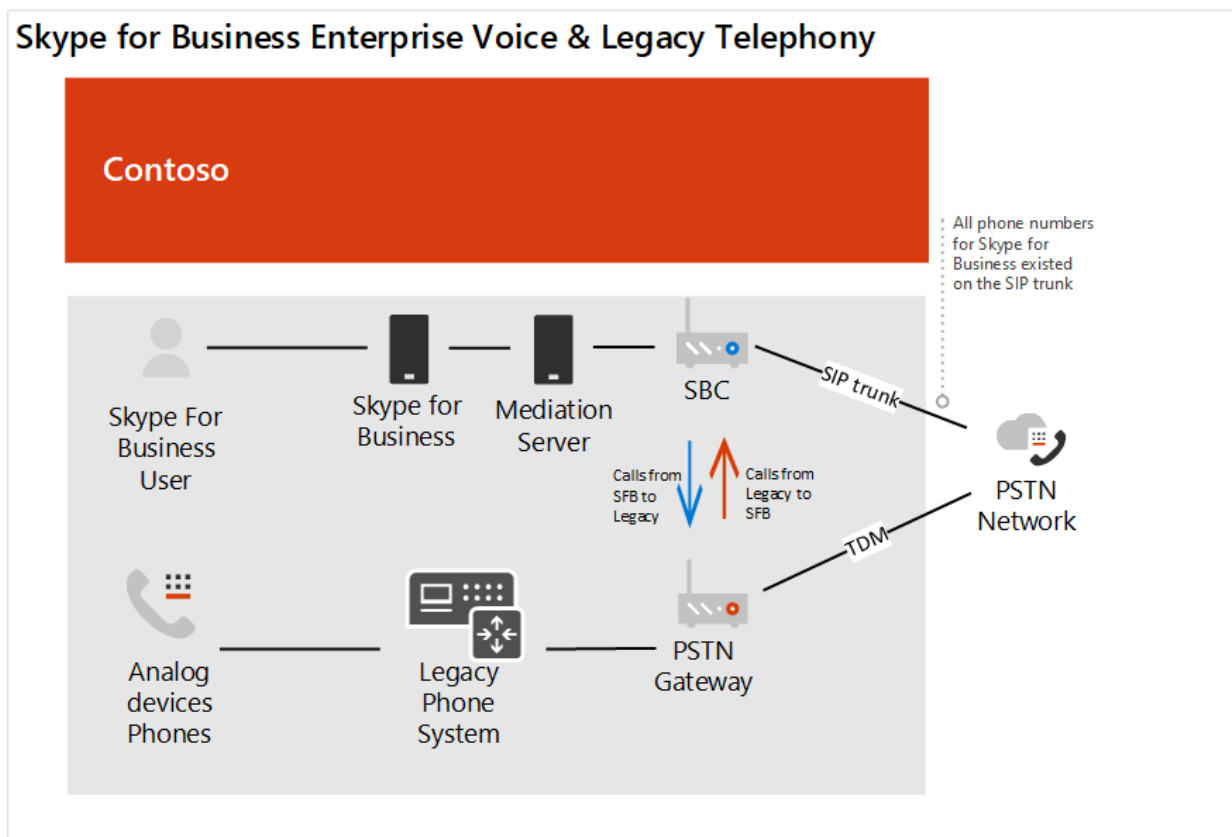 Skype for Business Enterprise Voice & Legacy Telephony
Contoso
All phone numbers
for Skype for
Business existed
on the SIP trunk
Skype For
Business
User
Skype for
Business
Mediation
Server
SBC
SIP trunk
PSTN
Network
Calls from
SFB to
Legacy
Calls from
Legacy to
SFB
TDM
Analog
devices
Phones
Legacy
Phone
System
PSTN
Gateway